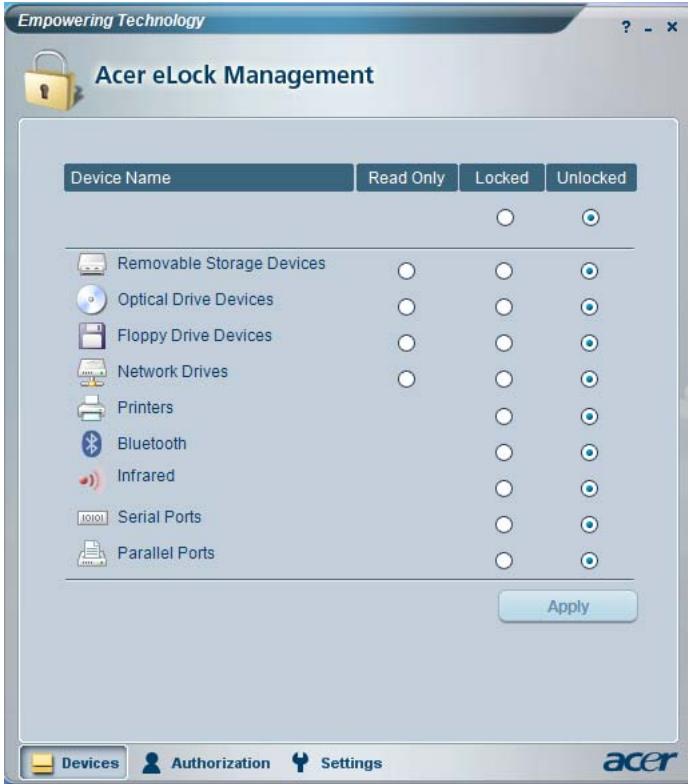 Empowering Technology
? - ×
Acer eLock Management
Device Name Read Only Locked Unlocked
Removable Storage Devices
Optical Drive Devices
Floppy Drive Devices
Network Drives
Printers
Bluetooth
Infrared
10101 Serial Ports
Parallel Ports
Apply
Devices Authorization Settings acer